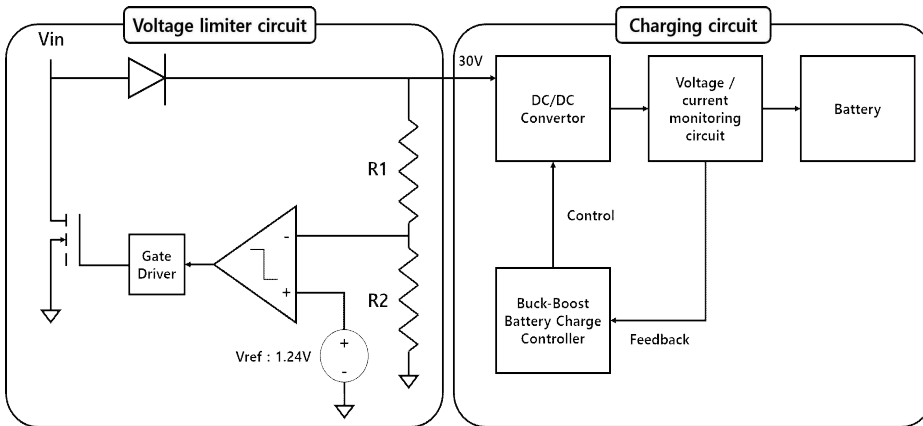 Voltage limiter circuit
Charging circuit
Vin
30V
DC/DC
Convertor
Voltage /
current
monitoring
circuit
Battery
R1
Control
-
Gate
Driver
+
R2
Buck-Boost
Battery Charge
Controller
Feedback
Vref : 1.24V
+
-